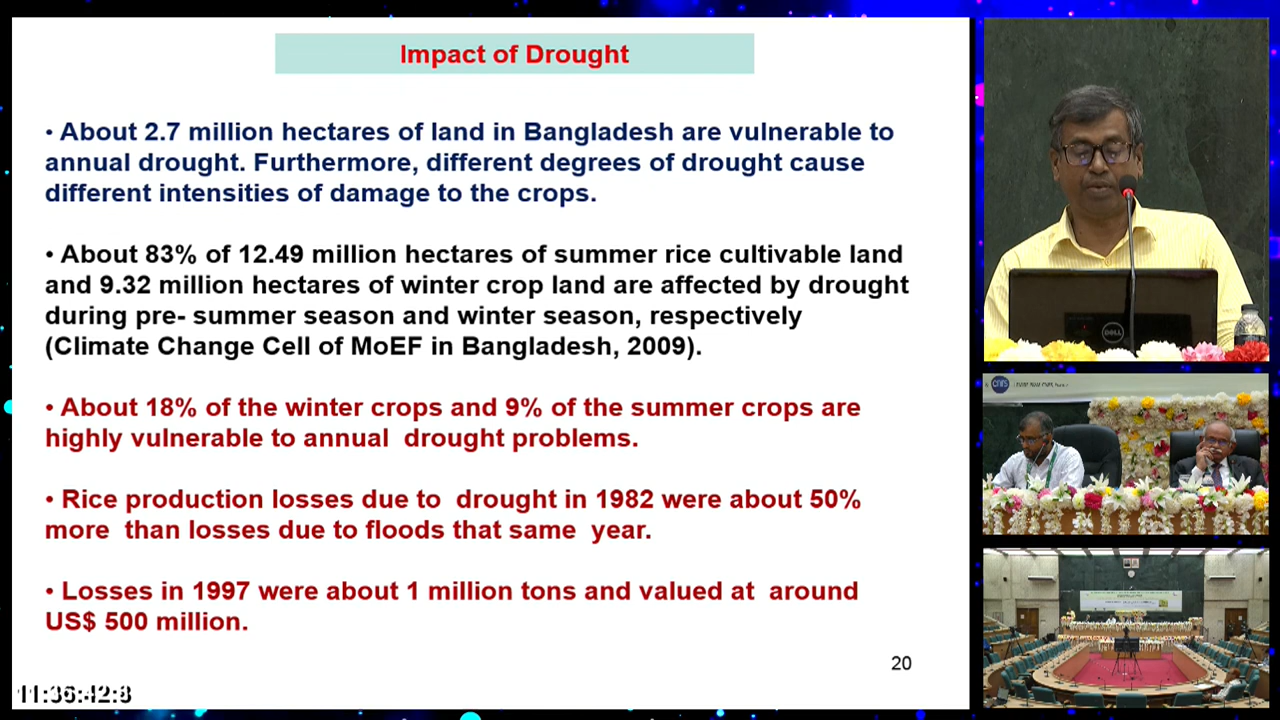 Impact of Drought
• About 2.7 million hectares of land in Bangladesh are vulnerable to
annual drought. Furthermore, different degrees of drought cause
different intensities of damage to the crops.
• About 83% of 12.49 million hectares of summer rice cultivable land
and 9.32 million hectares of winter crop land are affected by drought
during pre- summer season and winter season, respectively
(Climate Change Cell of MoEF in Bangladesh, 2009).
• About 18% of the winter crops and 9% of the summer crops are
highly vulnerable to annual drought problems.
• Rice production losses due to drought in 1982 were about 50%
more than losses due to floods that same year.
• Losses in 1997 were about 1 million tons and valued at around
US$ 500 million.
20
11:36:42:8
DELL